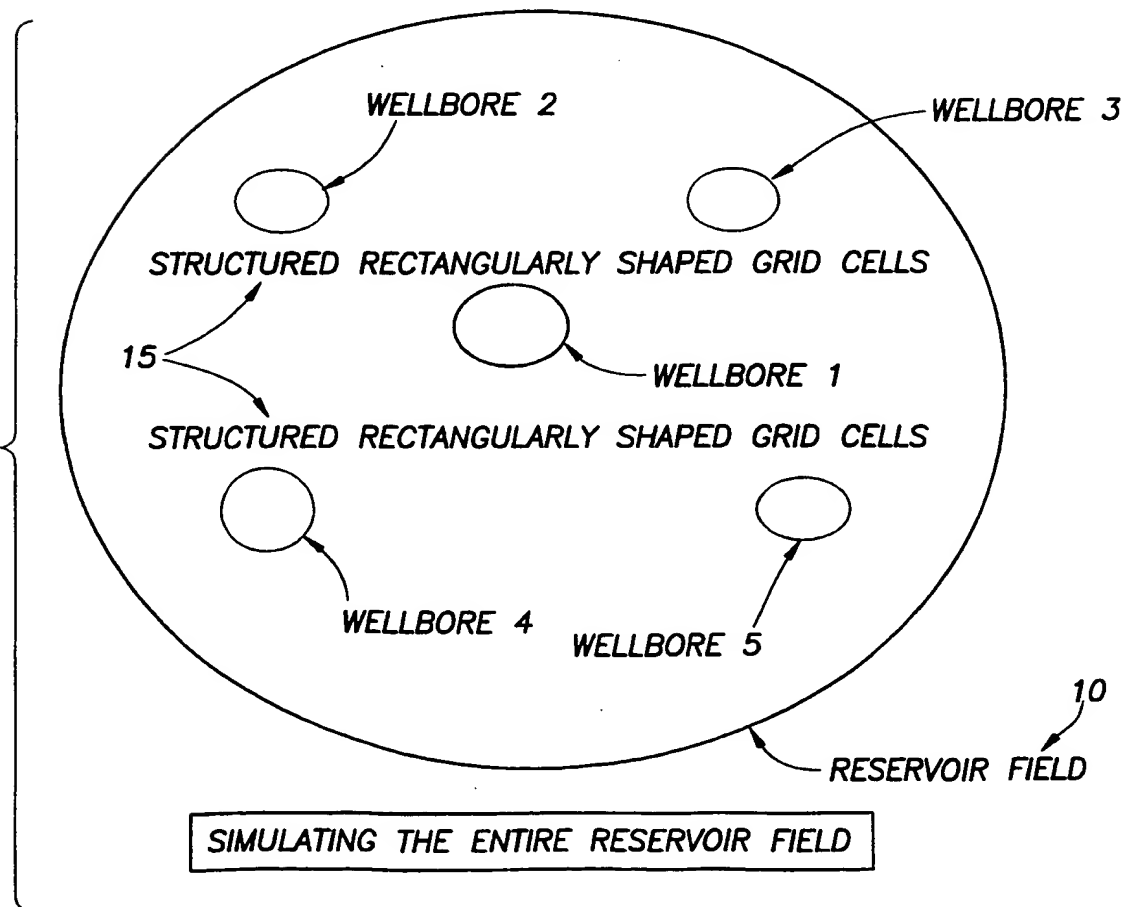 WELLBORE 2
WELLBORE 3
STRUCTURED RECTANGULARLY SHAPED GRID CELLS
15
WELLBORE 1
STRUCTURED RECTANGULARLY SHAPED GRID CELLS
WELLBORE 4
WELLBORE 5
10
RESERVOIR FIELD
SIMULATING THE ENTIRE RESERVOIR FIELD